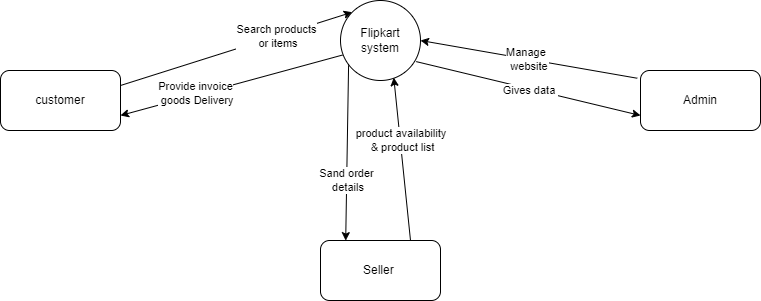 Search products
or items
Flipkart
system
Manage
website
customer
Provide invoice
goods Delivery
Gives data
Admin
product availability
& product list
Sand order
details
Seller